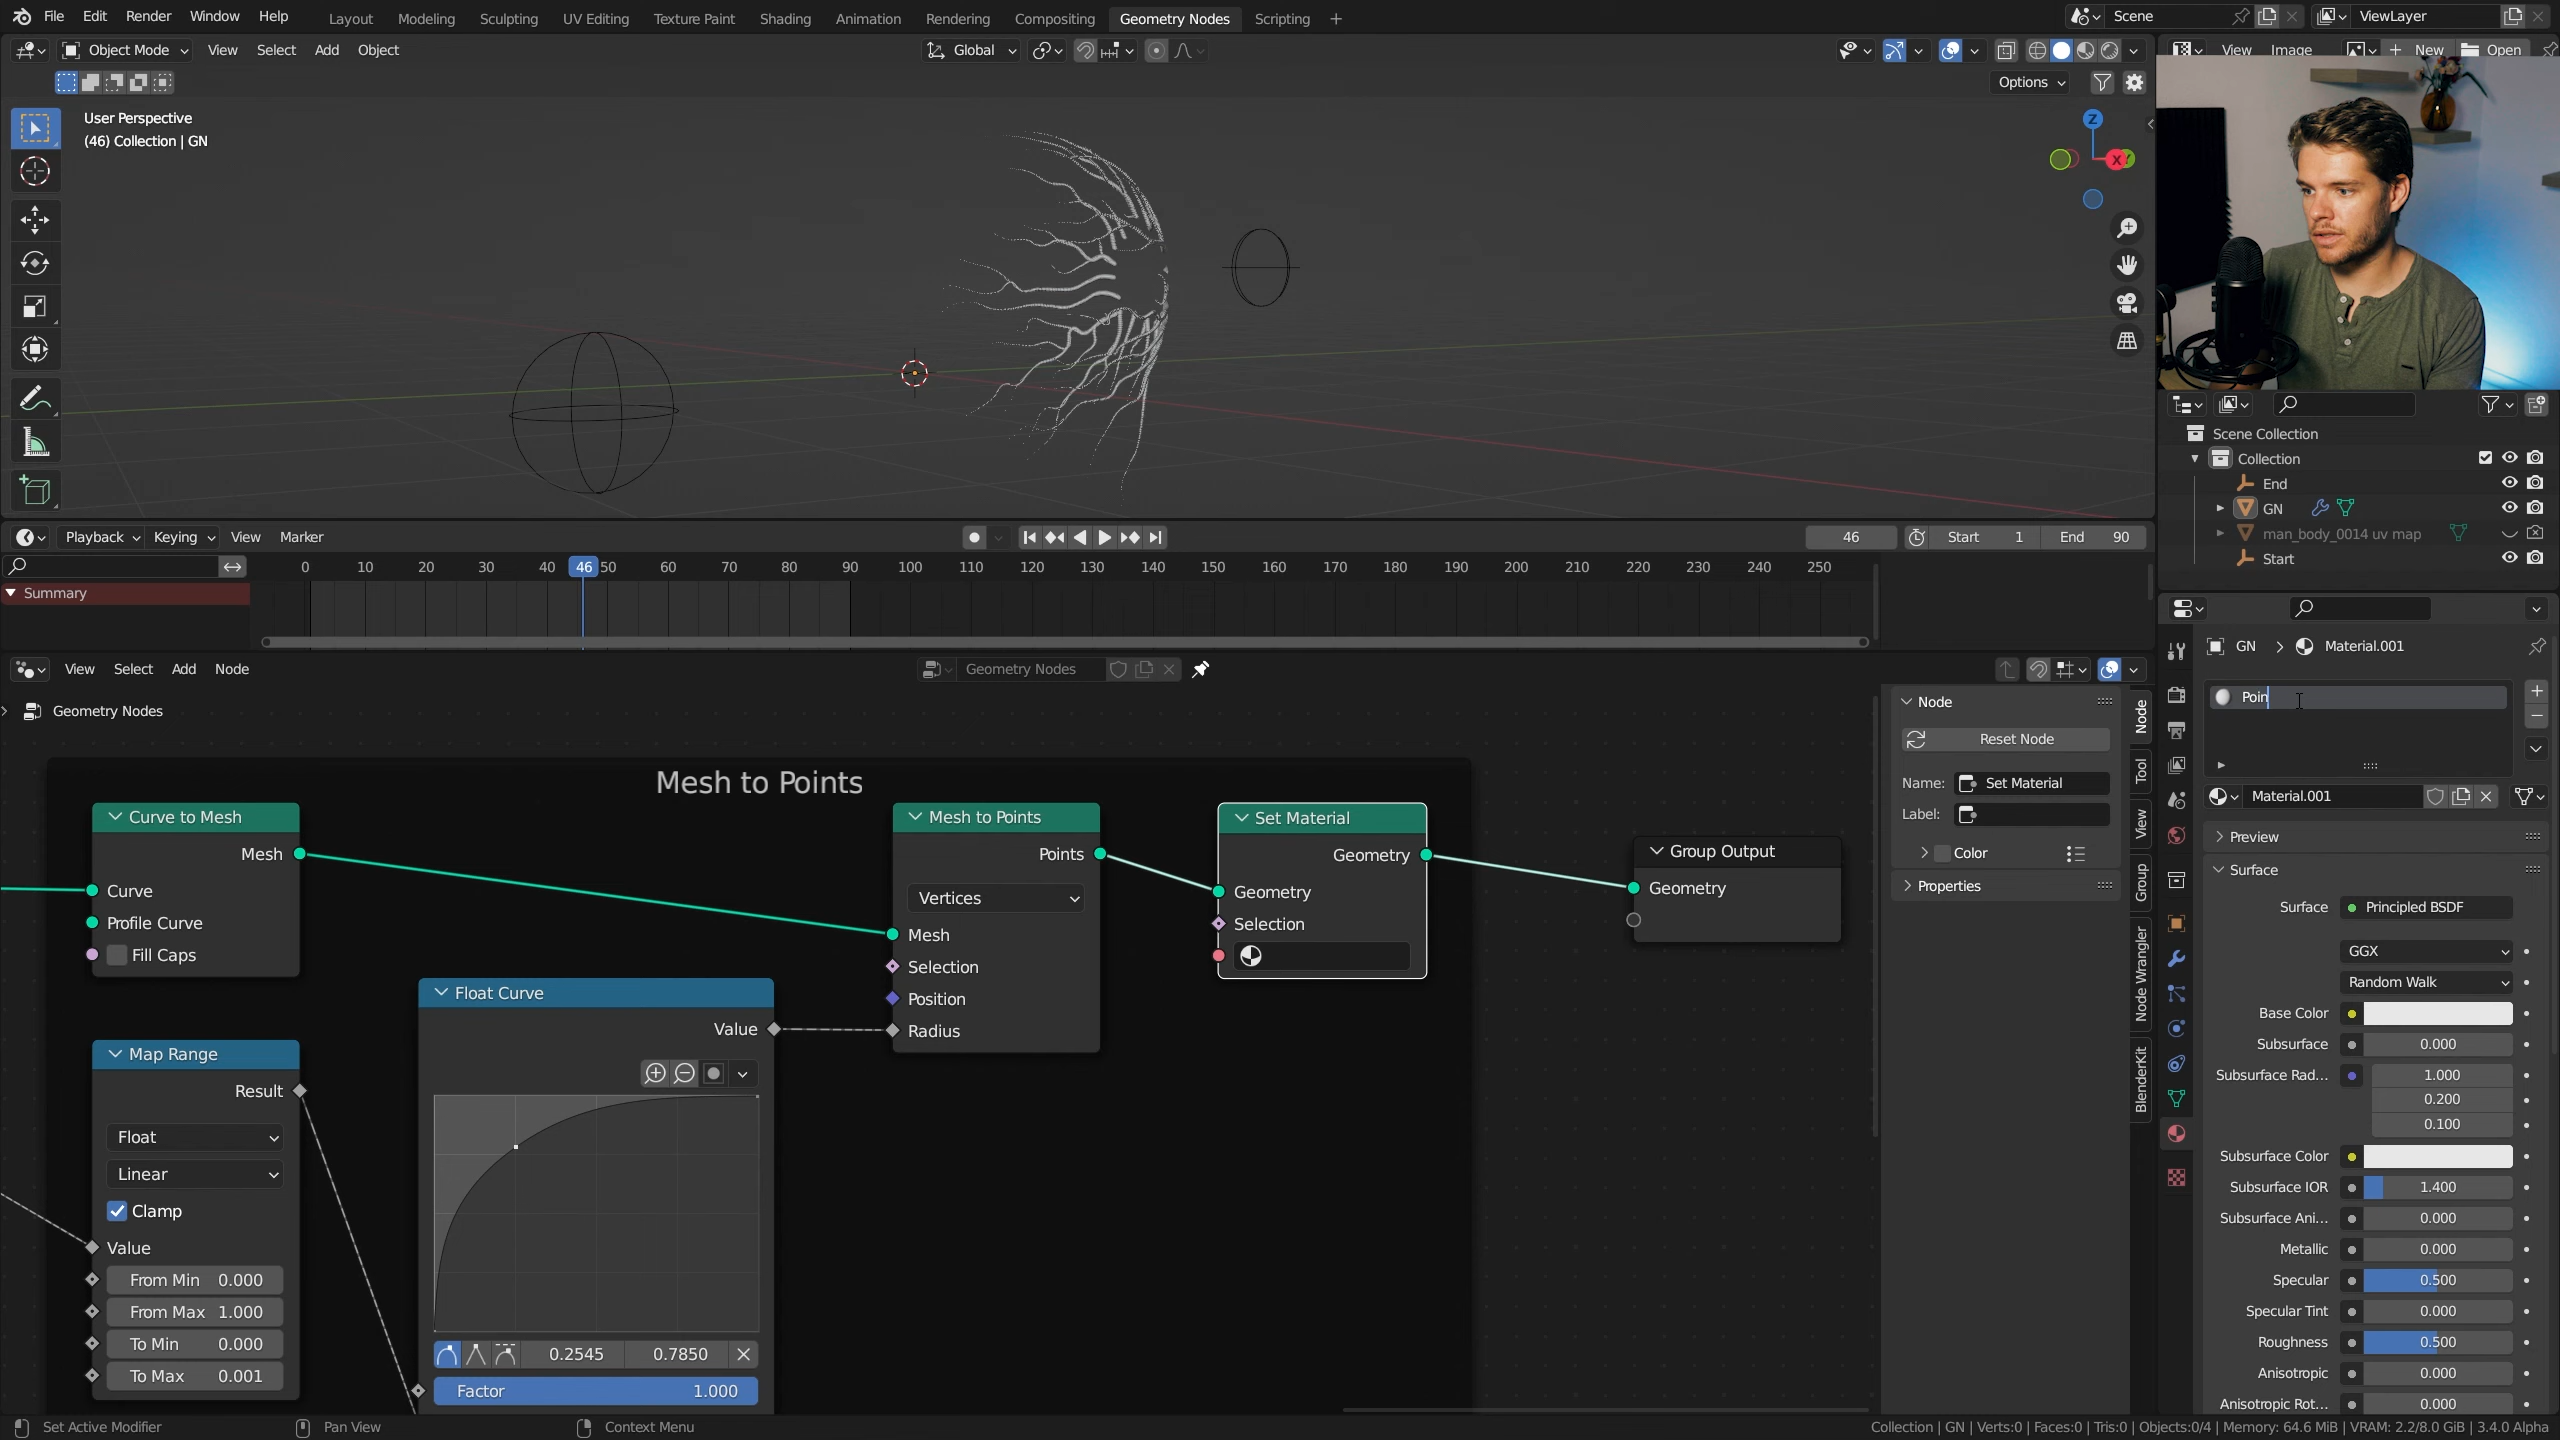 File Edit Render Window Help Layout Modeling Sculpting UV Editing Texture Paint Shading Animation Rendering Compositing Geometry Nodes Scripting + Scene ViewLayer
Object Mode View Select Add Object Global View Image New Open
Options
User Perspective
(46) Collection | GN
Z
X
Scene Collection
Collection
End
GN
man_body_0014 uv map
Start
Playback Keying View Marker 46 Start 1 End 90
0 10 20 30 40 46 50 60 70 80 90 100 110 120 130 140 150 160 170 180 190 200 210 220 230 240 250
Summary
View Select Add Node Geometry Nodes
Geometry Nodes
Mesh to Points
Curve to Mesh
Mesh
Curve
Profile Curve
Fill Caps
Map Range
Result
Float
Linear
Clamp
Value
From Min 0.000
From Max 1.000
To Min 0.000
To Max 0.001
Float Curve
Value
0.2545 0.7850
Factor 1.000
Mesh to Points
Points
Vertices
Mesh
Selection
Position
Radius
Set Material
Geometry
Geometry
Selection
Group Output
Geometry
Node
Reset Node
Name: Set Material
Label:
Color
Properties
Node
Tool
View
Group
Node Wrangler
BlenderKit
GN > Material.001
Poin
Material.001
Preview
Surface
Surface Principled BSDF
GGX
Random Walk
Base Color
Subsurface 0.000
Subsurface Rad... 1.000
0.200
0.100
Subsurface Color
Subsurface IOR 1.400
Subsurface Ani... 0.000
Metallic 0.000
Specular 0.500
Specular Tint 0.000
Roughness 0.500
Anisotropic 0.000
Anisotropic Rot... 0.000
Set Active Modifier Pan View Context Menu Collection | GN | Verts:0 | Faces:0 | Tris:0 | Objects:0/4 | Memory: 64.6 MiB | VRAM: 2.2/8.0 GiB | 3.4.0 Alpha